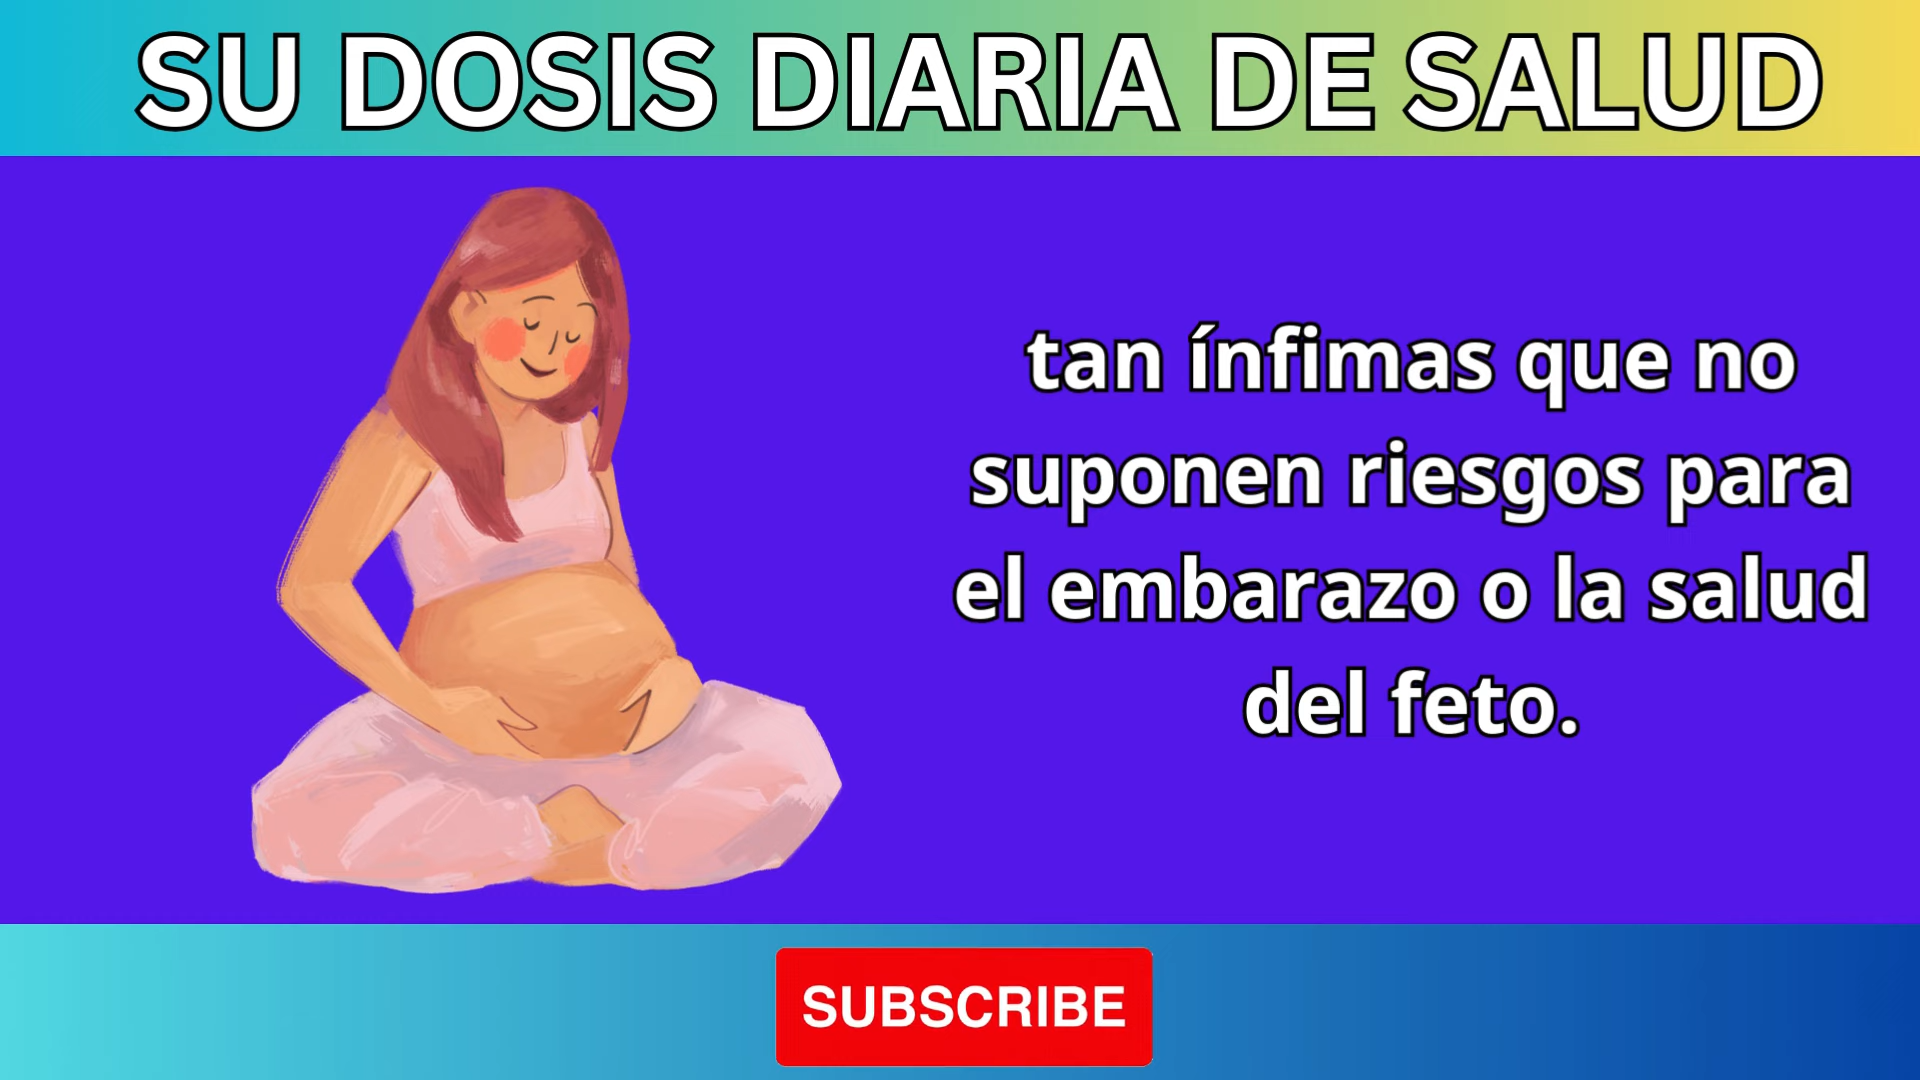 SU DOSIS DIARIA DE SALUD
tan ínfimas que no
suponen riesgos para
el embarazo o la salud
del feto.
SUBSCRIBE